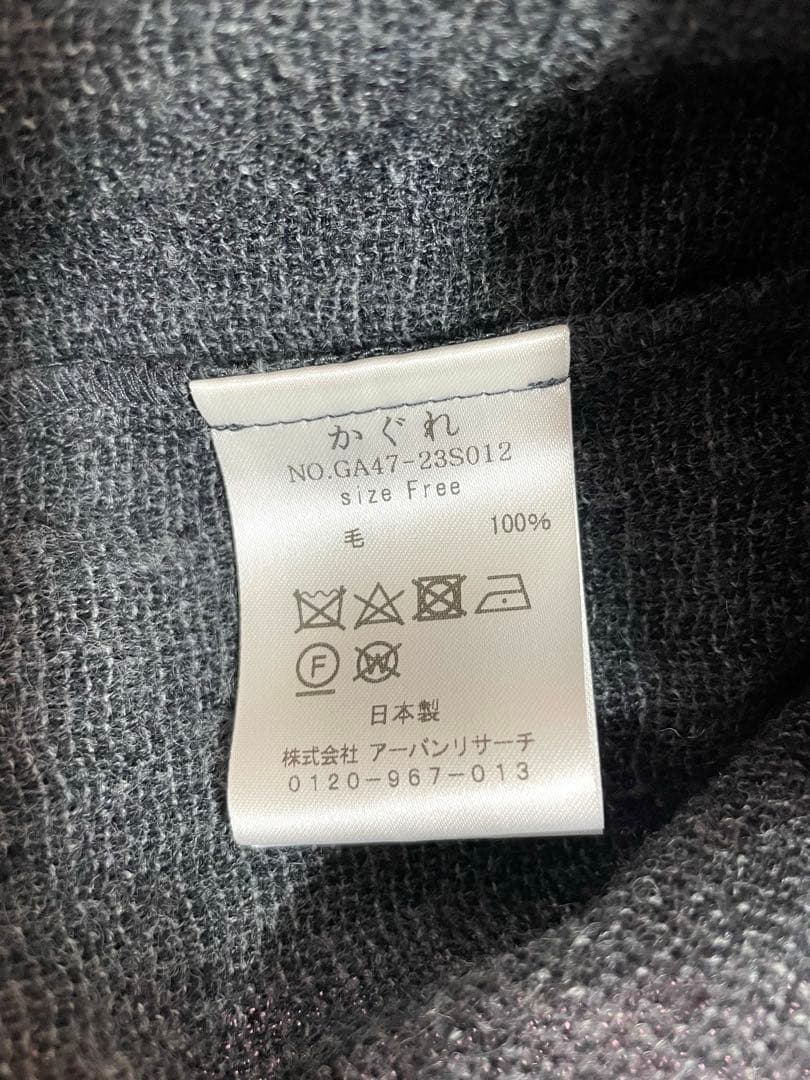 かぐれ
NO.GA47-23S012
size Free
毛 100%
F W
日本製
株式会社 アーバンリサーチ
0120-967-013